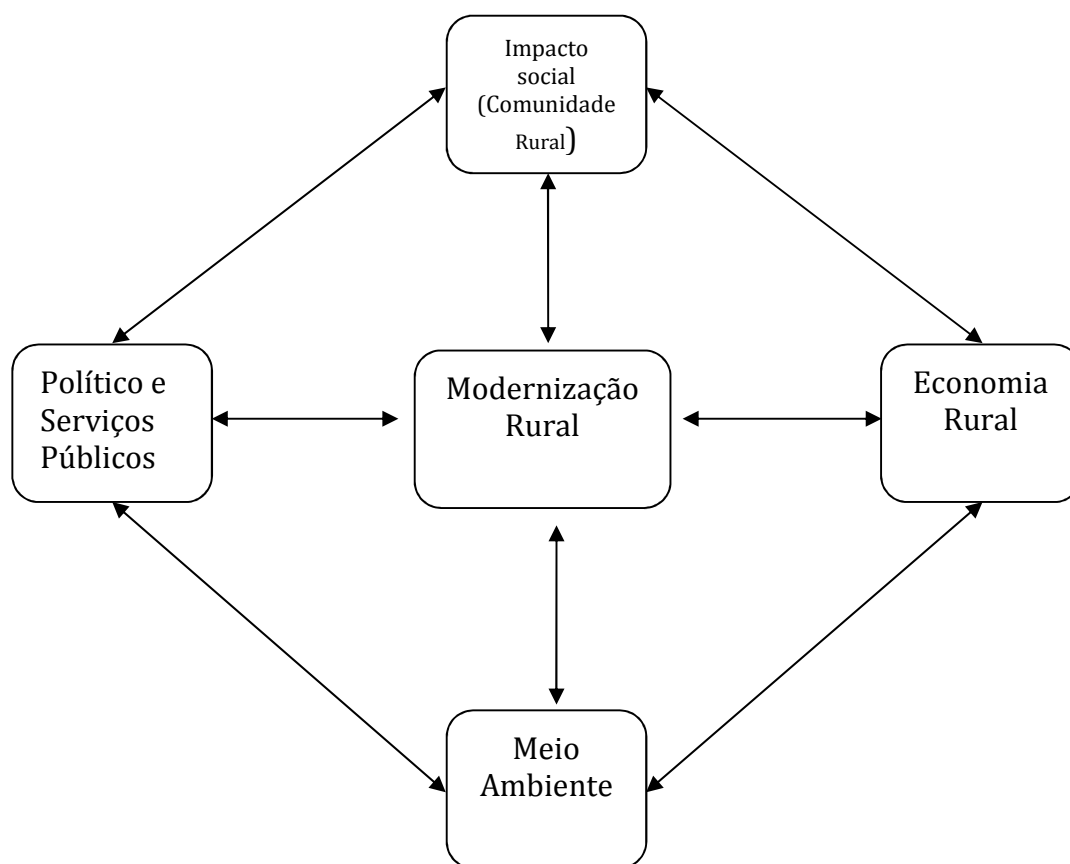 Impacto
social
(Comunidade
Rural)
Político e
Serviços
Públicos
Modernização
Rural
Economia
Rural
Meio
Ambiente